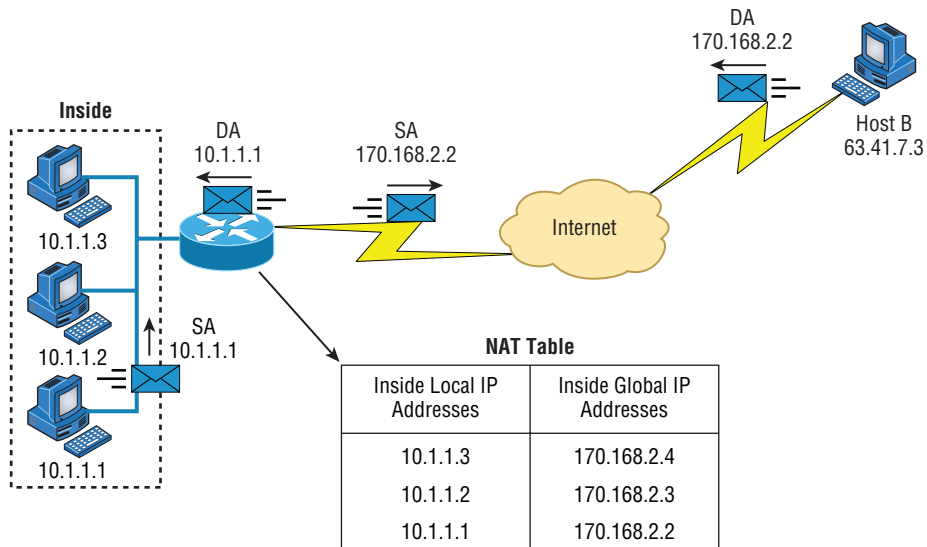 DA
170.168.2.2
Inside
DA
10.1.1.1
SA
170.168.2.2
Host B
63.41.7.3
10.1.1.3
Internet
10.1.1.2
SA
10.1.1.1
10.1.1.1
NAT Table
Inside Local IP
Addresses
Inside Global IP
Addresses
10.1.1.3
170.168.2.4
10.1.1.2
170.168.2.3
10.1.1.1
170.168.2.2